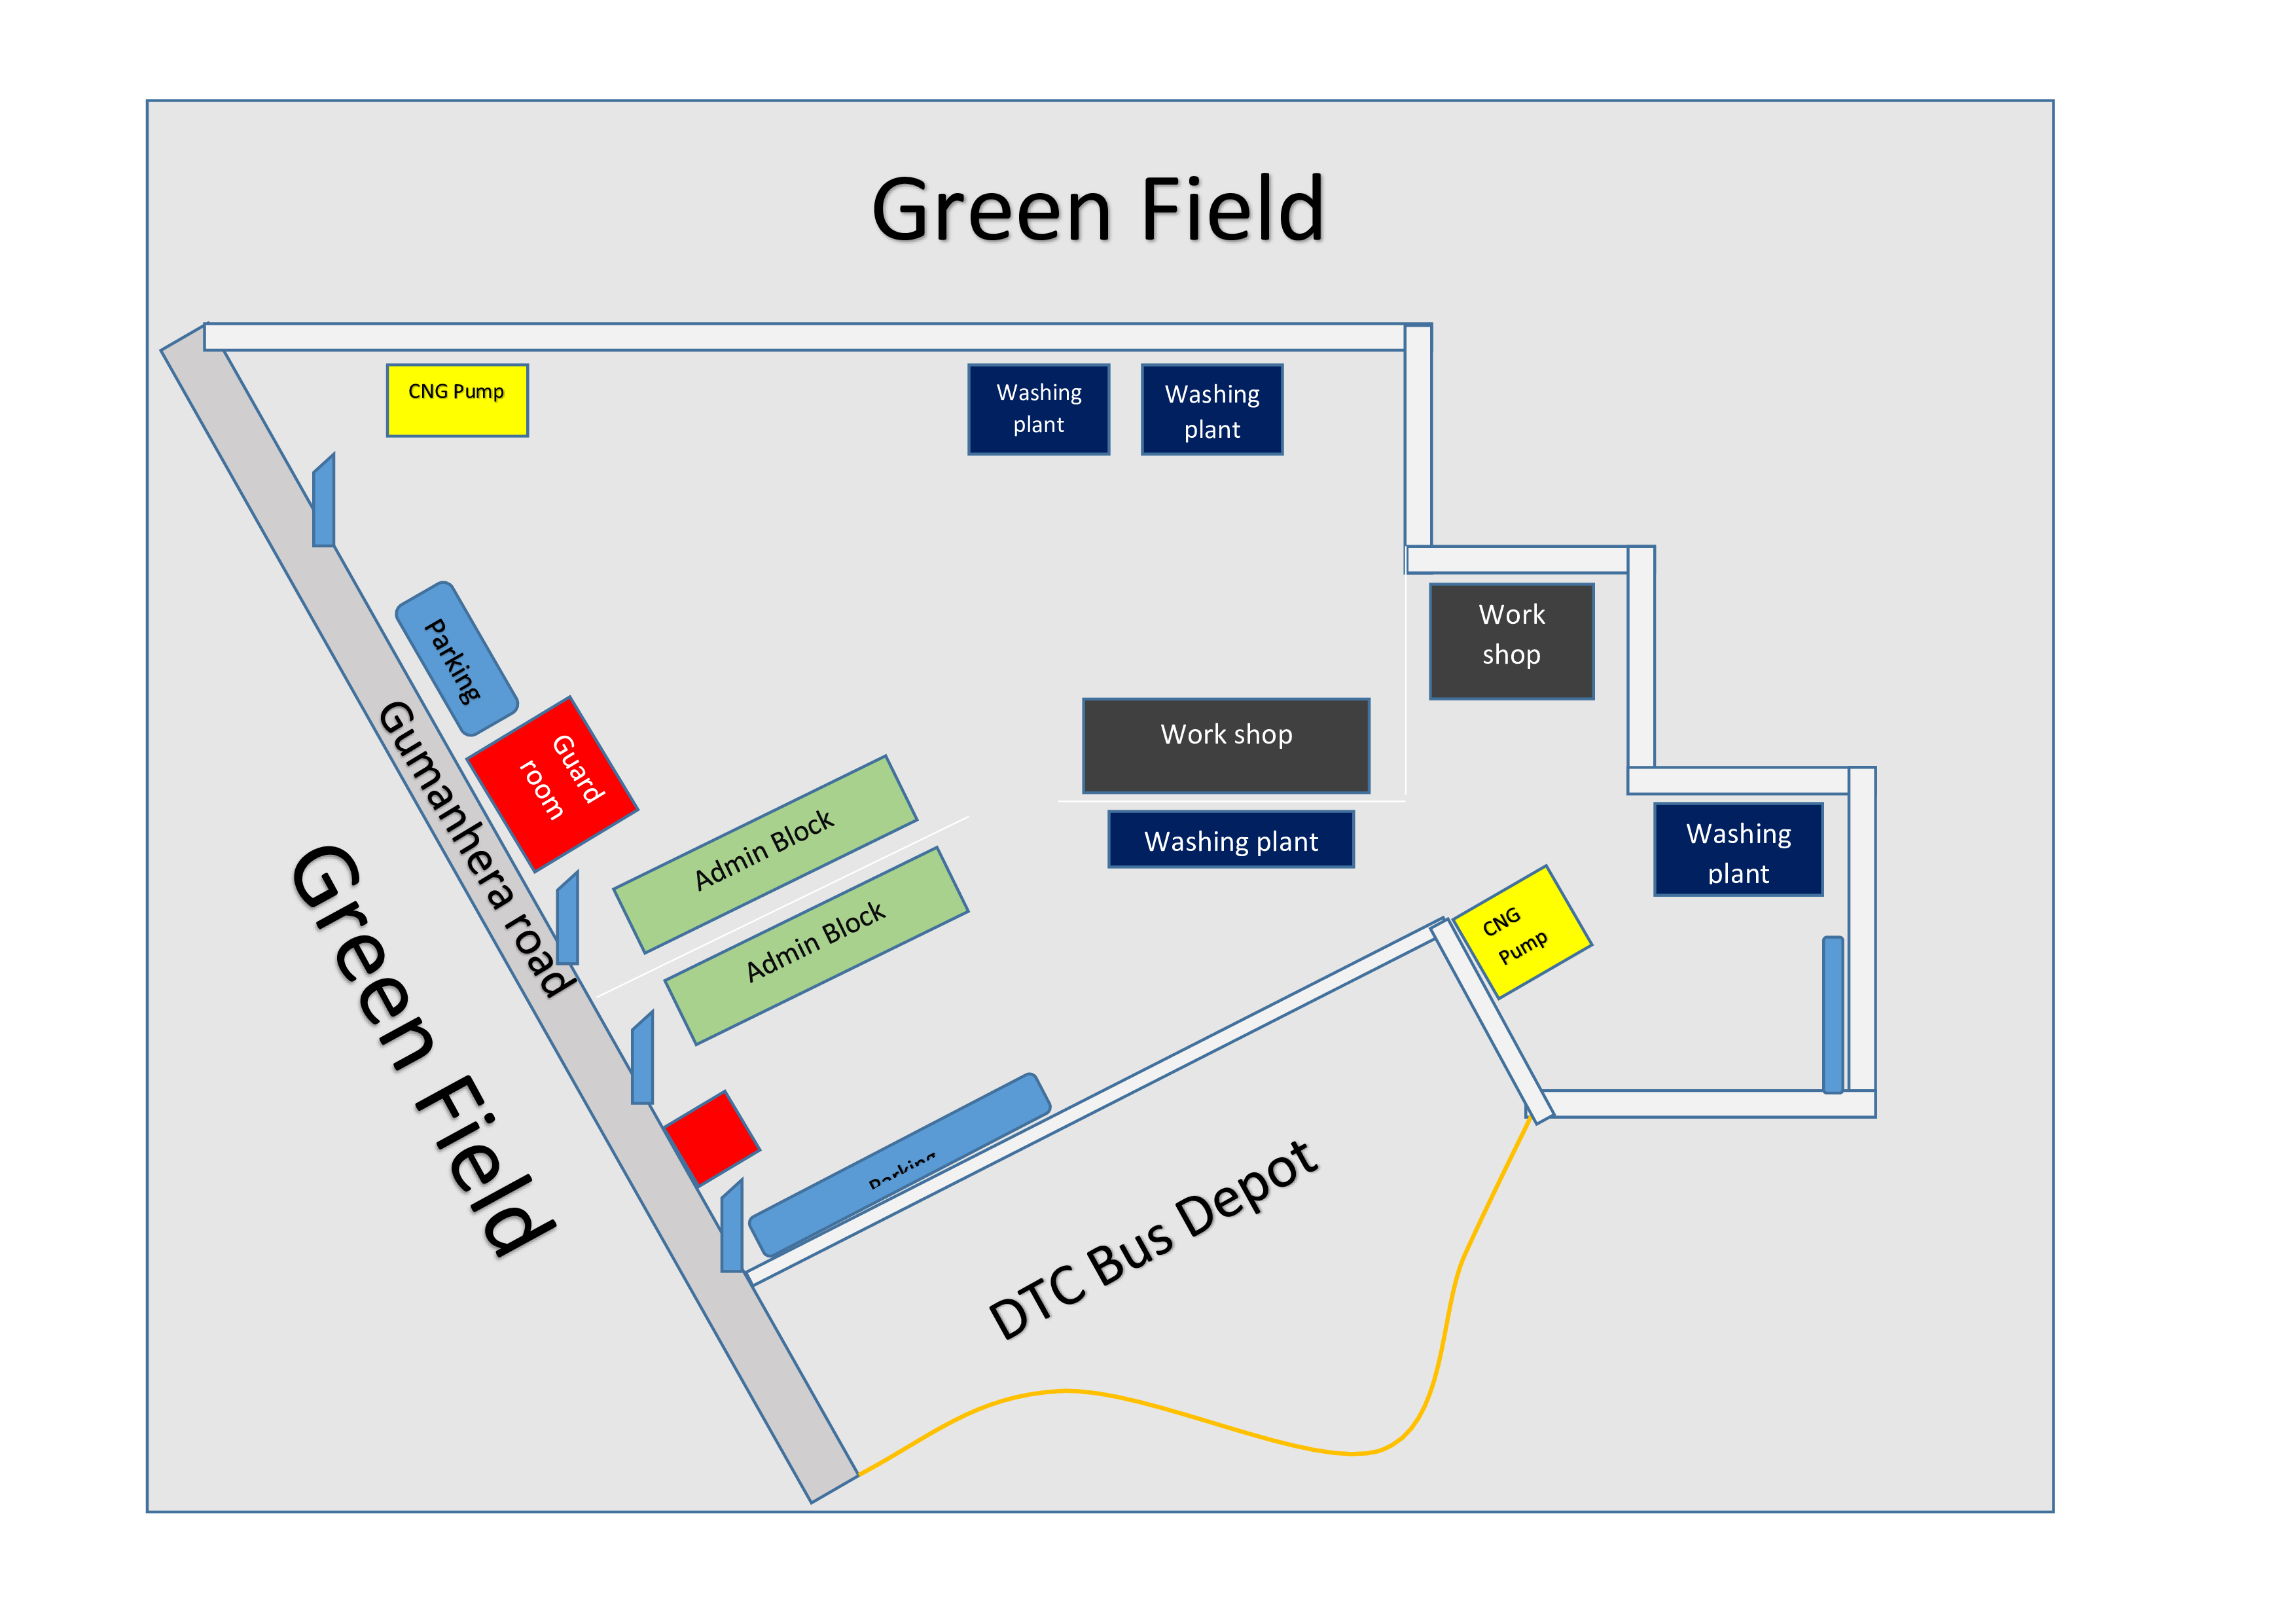 Green Field
CNG Pump
Washing
plant
Washing
plant
Work
shop
Parking
Guard
room
Work shop
Gumanhera road
Admin Block
Washing plant
Washing
plant
Admin Block
CNG
Pump
Green Field
Parking
DTC Bus Depot